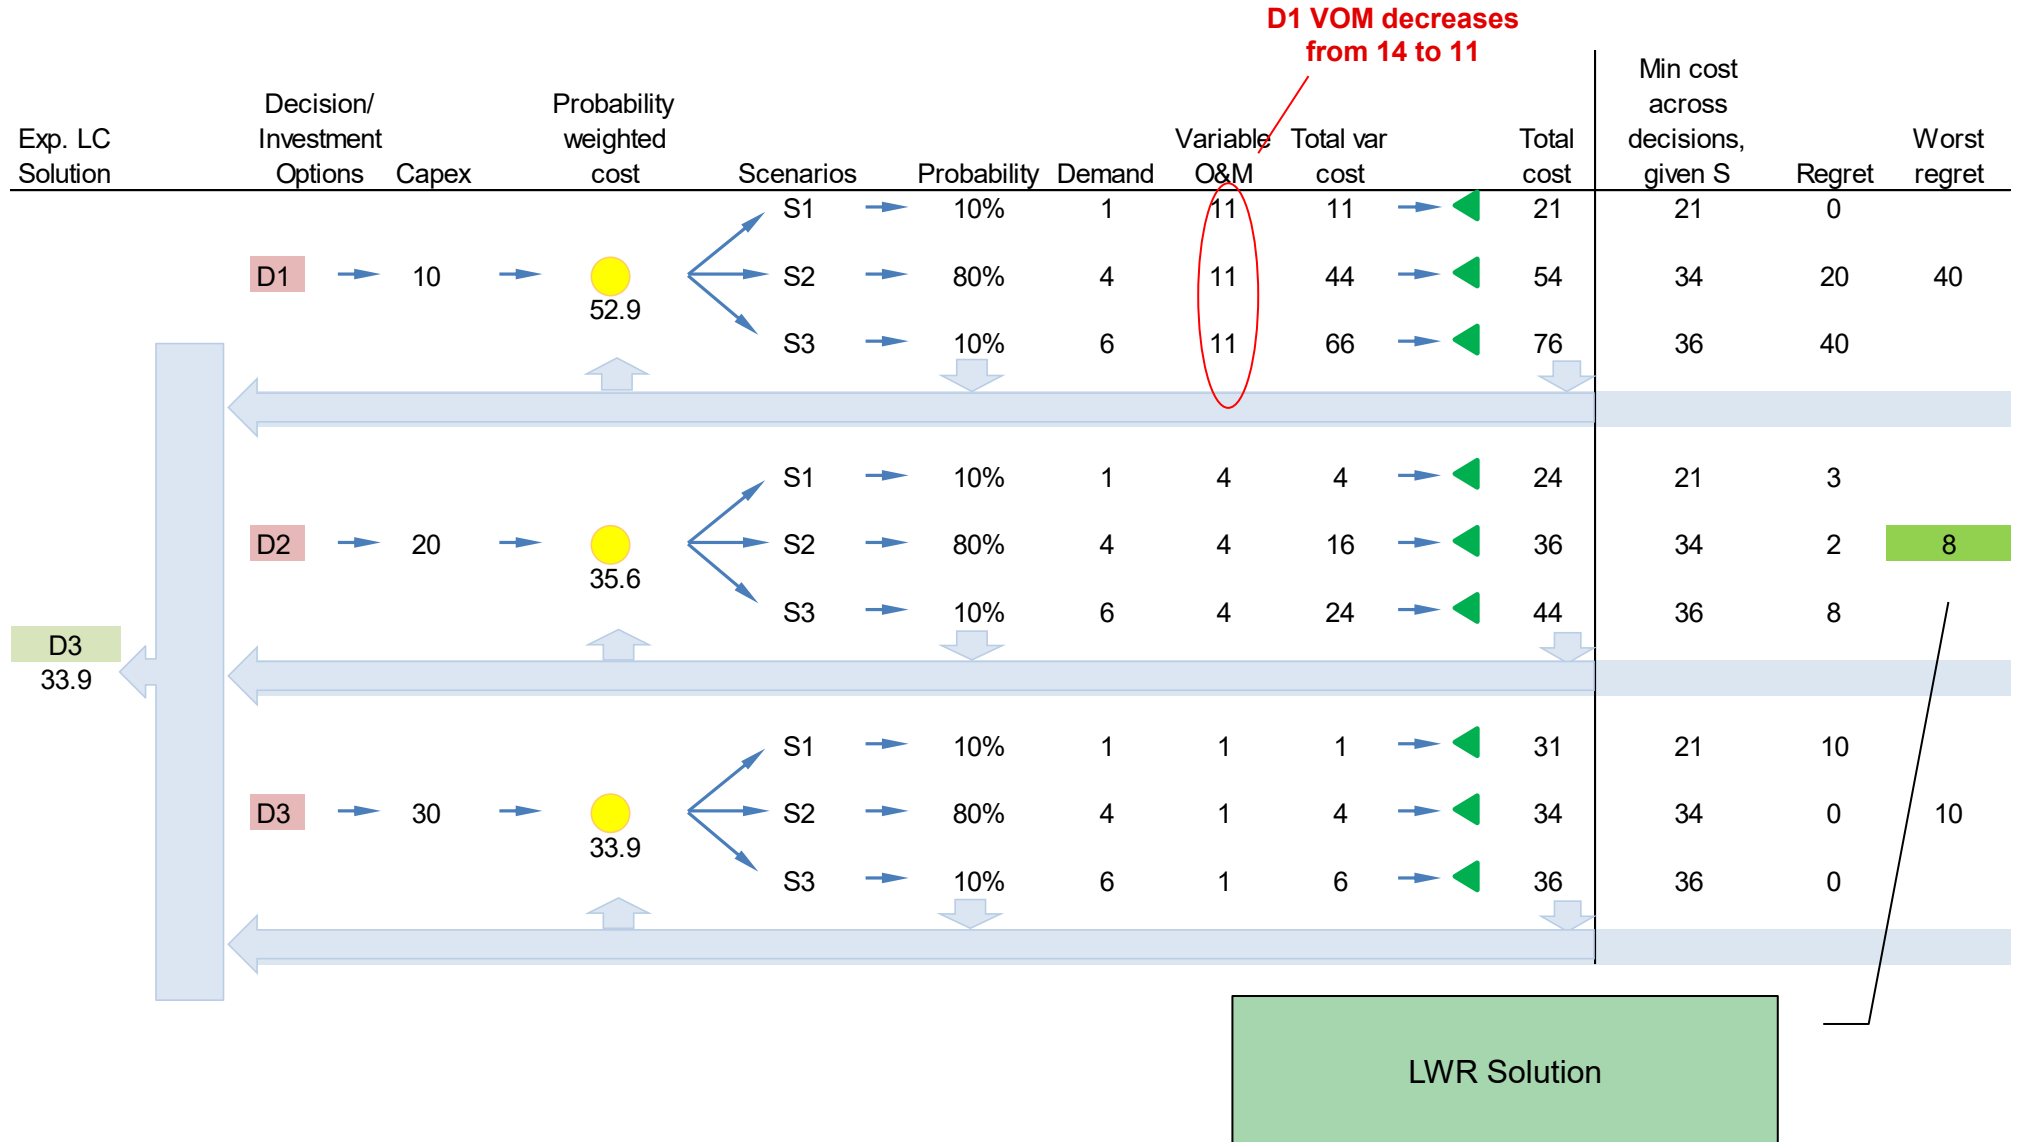 D1 VOM decreases
from 14 to 11
Exp. LC
Solution
Decision/
Investment
Options
Capex
Probability
weighted
cost
Scenarios
Probability
Demand
Variable
O&M
Total var
cost
Total
cost
Min cost
across
decisions,
given S
Regret
Worst
regret
S1 10% 1 11 11 21 21 0
D1 10 S2 80% 4 11 44 54 34 20 40
52.9
S3 10% 6 11 66 76 36 40
S1 10% 1 4 4 24 21 3
D2 20 S2 80% 4 4 16 36 34 2 8
35.6
S3 10% 6 4 24 44 36 8
D3
33.9
S1 10% 1 1 1 31 21 10
D3 30 S2 80% 4 1 4 34 34 0 10
33.9
S3 10% 6 1 6 36 36 0
LWR Solution